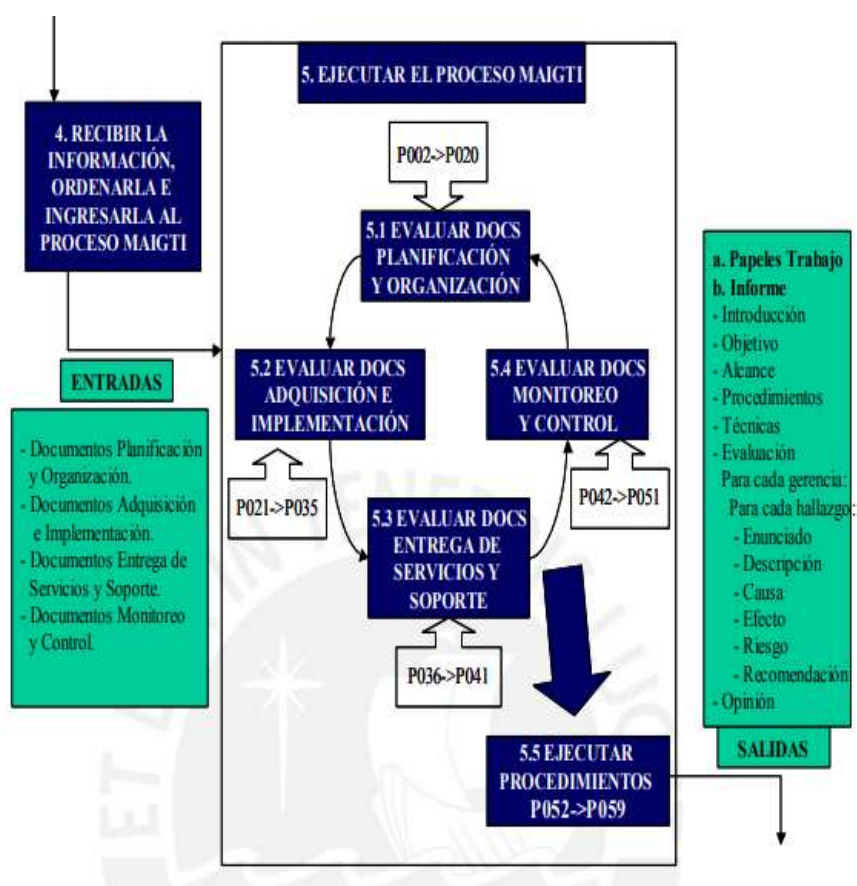 4. RECIBIR LA
INFORMACIÓN,
ORDENARLA E
INGRESARLA AL
PROCESO MAIGTI
ENTRADAS
- Documentos Planificación
y Organización.
- Documentos Adquisición
e Implementación.
- Documentos Entrega de
Servicios y Soporte.
- Documentos Monitoreo
y Control.
5. EJECUTAR EL PROCESO MAIGTI
P002->P020
5.1 EVALUAR DOCS
PLANIFICACIÓN
Y ORGANIZACIÓN
5.2 EVALUAR DOCS
ADQUISICIÓN E
IMPLEMENTACIÓN
P021->P035
5.3 EVALUAR DOCS
ENTREGA DE
SERVICIOS Y
SOPORTE
P036->P041
5.4 EVALUAR DOCS
MONITOREO
Y CONTROL
P042->P051
5.5 EJECUTAR
PROCEDIMIENTOS
P052->P059
a. Papeles Trabajo
b. Informe
- Introducción
- Objetivo
- Alcance
- Procedimientos
- Técnicas
- Evaluación
Para cada gerencia:
Para cada hallazgo:
- Enunciado
- Descripción
- Causa
- Efecto
- Riesgo
- Recomendación
- Opinión
SALIDAS